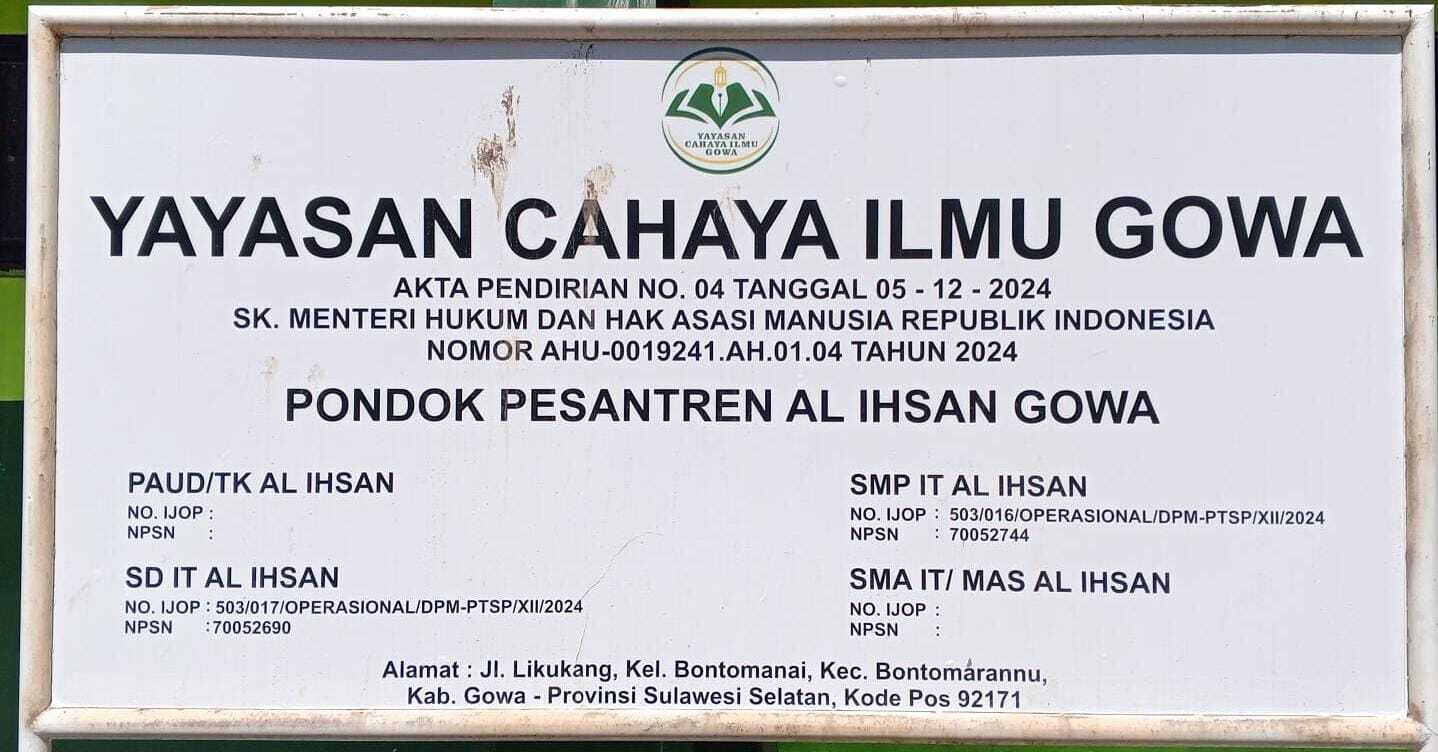 YAYASAN
CAHAYA ILMU
GOWA
YAYASAN CAHAYA ILMU GOWA
AKTA PENDIRIAN NO. 04 TANGGAL 05 - 12 - 2024
SK. MENTERI HUKUM DAN HAK ASASI MANUSIA REPUBLIK INDONESIA
NOMOR AHU-0019241.AH.01.04 TAHUN 2024
PONDOK PESANTREN AL IHSAN GOWA
PAUD/TK AL IHSAN
NO. IJOP :
NPSN :
SD IT AL IHSAN
NO. IJOP : 503/017/OPERASIONAL/DPM-PTSP/XII/2024
NPSN :70052690
SMP IT AL IHSAN
NO. IJOP : 503/016/OPERASIONAL/DPM-PTSP/XII/2024
NPSN : 70052744
SMA IT/ MAS AL IHSAN
NO. IJOP :
NPSN :
Alamat : Jl. Likukang, Kel. Bontomanai, Kec. Bontomarannu,
Kab. Gowa - Provinsi Sulawesi Selatan, Kode Pos 92171